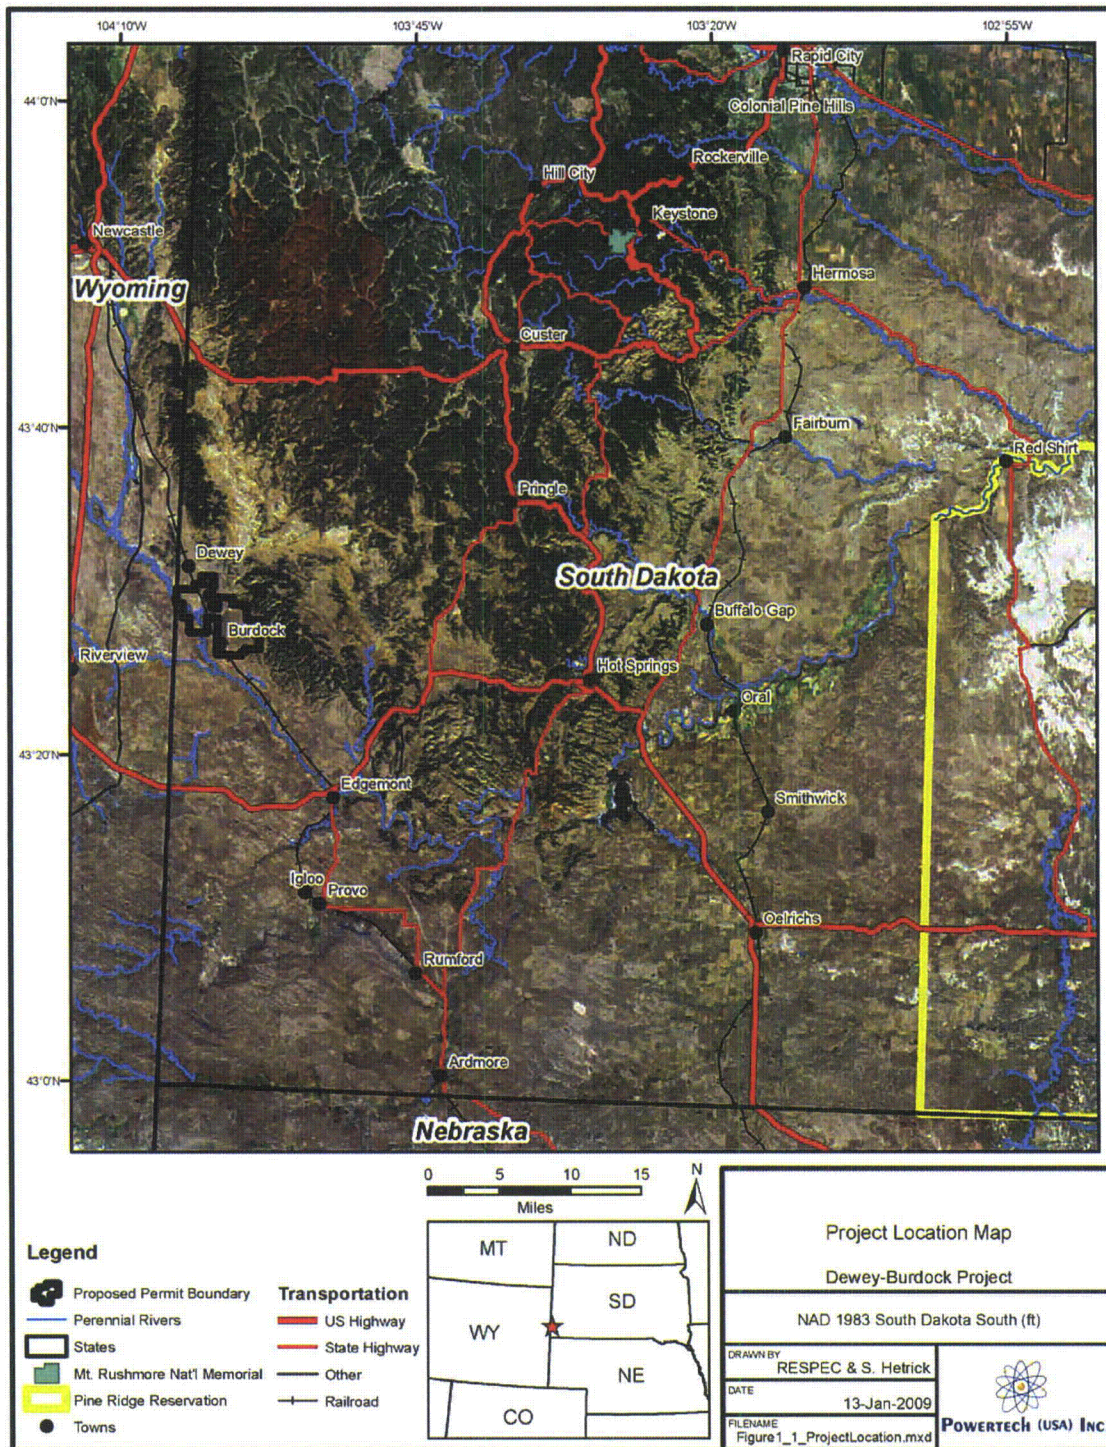 104°10'W
103°45'W
103°20'W
102°55'W
44°0'N
43°40'N
43°20'N
43°0'N
Rapid City
Colonial Pine Hills
Rockerville
Hill City
Keystone
Newcastle
Wyoming
Hermosa
Custer
Fairburn
Red Shirt
Pringle
Dewey
South Dakota
Buffalo Gap
Burdock
Riverview
Hot Springs
Oral
Edgemont
Smithwick
Igloo
Provo
Oelrichs
Rumford
Ardmore
Nebraska
0 5 10 15
Miles
N
Legend
Proposed Permit Boundary
Perennial Rivers
States
Mt. Rushmore Nat'l Memorial
Pine Ridge Reservation
Towns
Transportation
US Highway
State Highway
Other
Railroad
MT
ND
SD
WY
NE
CO
Project Location Map
Dewey-Burdock Project
NAD 1983 South Dakota South (ft)
DRAWN BY
RESPEC & S. Hetrick
DATE
13-Jan-2009
FILENAME
Figure1_1_ProjectLocation.mxd
POWERTECH (USA) INC